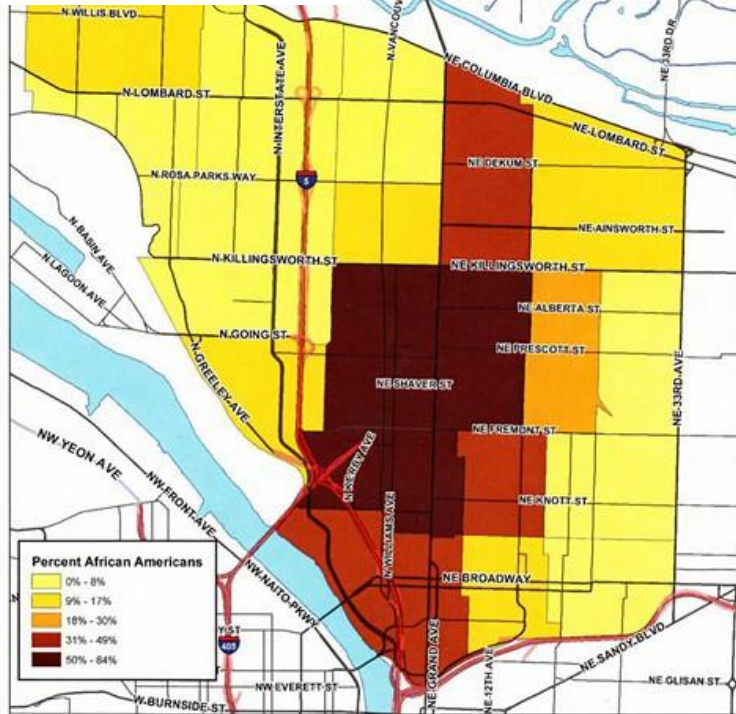 N WILLIS BLVD
N INTERSTATE AVE
N VANCOUV
NE COLUMBIA BLVD
NE 33RD DR
N LOMBARD ST
NE LOMBARD ST
NE DEKUM ST
N ROSA PARKS WAY
5
N BASIN AVE
NE AINSWORTH ST
N LAGOON AVE
N KILLINGSWORTH ST
NE KILLINGSWORTH ST
NE ALBERTA ST
N GOING ST
NE PRESCOTT ST
N GREELEY AVE
NE SHAVER ST
NE 33RD AVE
NE FREMONT ST
NW YEON AVE
N KERBY AVE
NW FRONT AVE
NE KNOTT ST
N WILLIAMS AVE
Percent African Americans
0% - 8%
9% - 17%
18% - 30%
31% - 49%
50% - 84%
NW NAITO PKWY
NE BROADWAY
Y ST
405
NE GRAND AVE
NE 12TH AVE
NE SANDY BLVD
NE GLISAN ST
NW EVERETT ST
W BURNSIDE ST